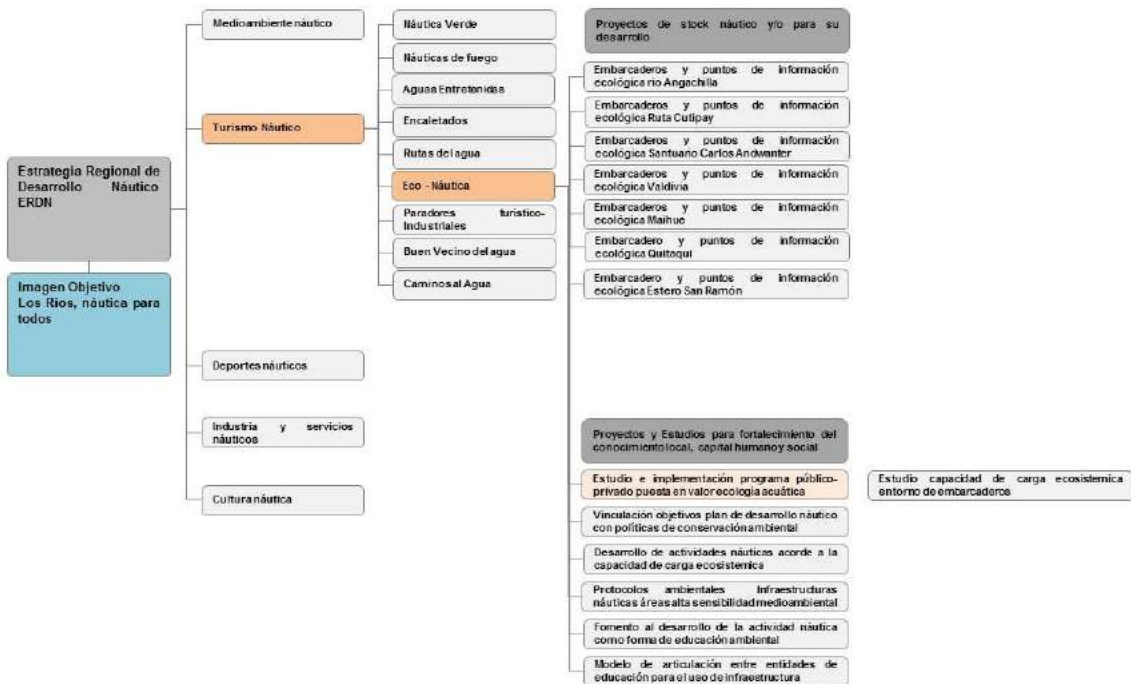 Estrategia Regional de
Desarrollo Náutico
ERDN
Imagen Objetivo
Los Rios, náutica para
todos
Medioambiente náutico
Turismo Náutico
Deportes náuticos
Industria y servicios
náuticos
Cultura náutica
Náutica Verde
Náuticas de fuego
Aguas Entretenidas
Encaletados
Rutas del agua
Eco - Náutica
Paradores turístico-
Industriales
Buen Vecino del agua
Caminos al Agua
Proyectos de stock náutico y/o para su
desarrollo
Embarcaderos y puntos de información
ecológica rio Angachilla
Embarcaderos y puntos de información
ecológica Ruta Cutipay
Embarcaderos y puntos de información
ecológica Santuario Carlos Andwanter
Embarcaderos y puntos de información
ecológica Valdivia
Embarcaderos y puntos de información
ecológica Maihue
Embarcadero y puntos de información
ecológica Quitaqui
Embarcadero y puntos de información
ecológica Estero San Ramón
Proyectos y Estudios para fortalecimiento del
conocimiento local, capital humano y social
Estudio e implementación programa público-
privado puesta en valor ecología acuática
Estudio capacidad de carga ecosistemica
entorno de embarcaderos
Vinculación objetivos plan de desarrollo náutico
con políticas de conservación ambiental
Desarrollo de actividades náuticas acorde a la
capacidad de carga ecosistemica
Protocolos ambientales Infraestructuras
náuticas áreas alta sensibilidad medioambiental
Fomento al desarrollo de la actividad náutica
como forma de educación ambiental
Modelo de articulación entre entidades de
educación para el uso de infraestructura